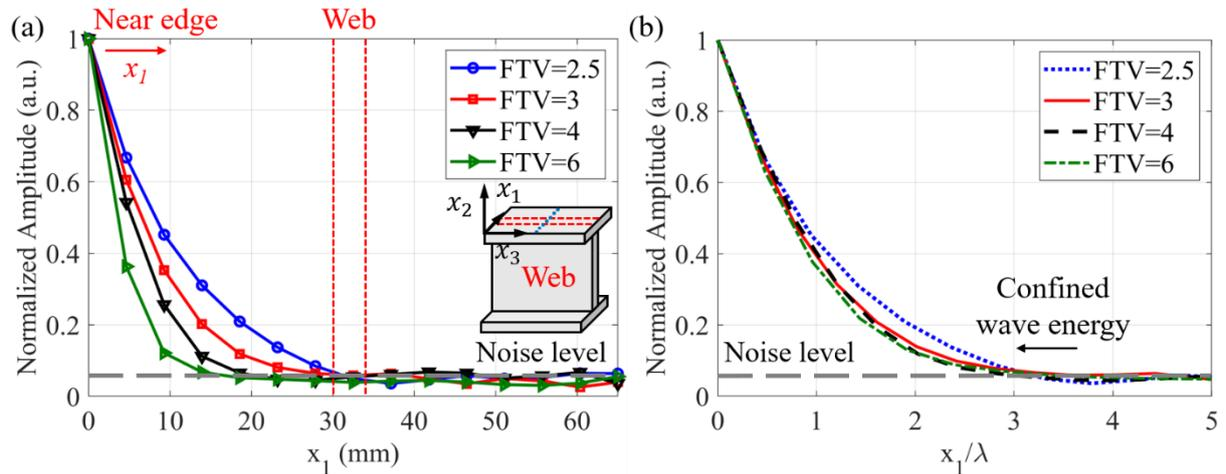 (a)
Near edge
Web
x₁
FTV=2.5
FTV=3
FTV=4
FTV=6
x₂
x₁
x₃
Web
Noise level
1
0.8
0.6
0.4
0.2
0
Normalized Amplitude (a.u.)
0 10 20 30 40 50 60
x₁ (mm)
(b)
FTV=2.5
FTV=3
FTV=4
FTV=6
Confined
wave energy
Noise level
1
0.8
0.6
0.4
0.2
0
Normalized Amplitude (a.u.)
0 1 2 3 4 5
x₁/λ